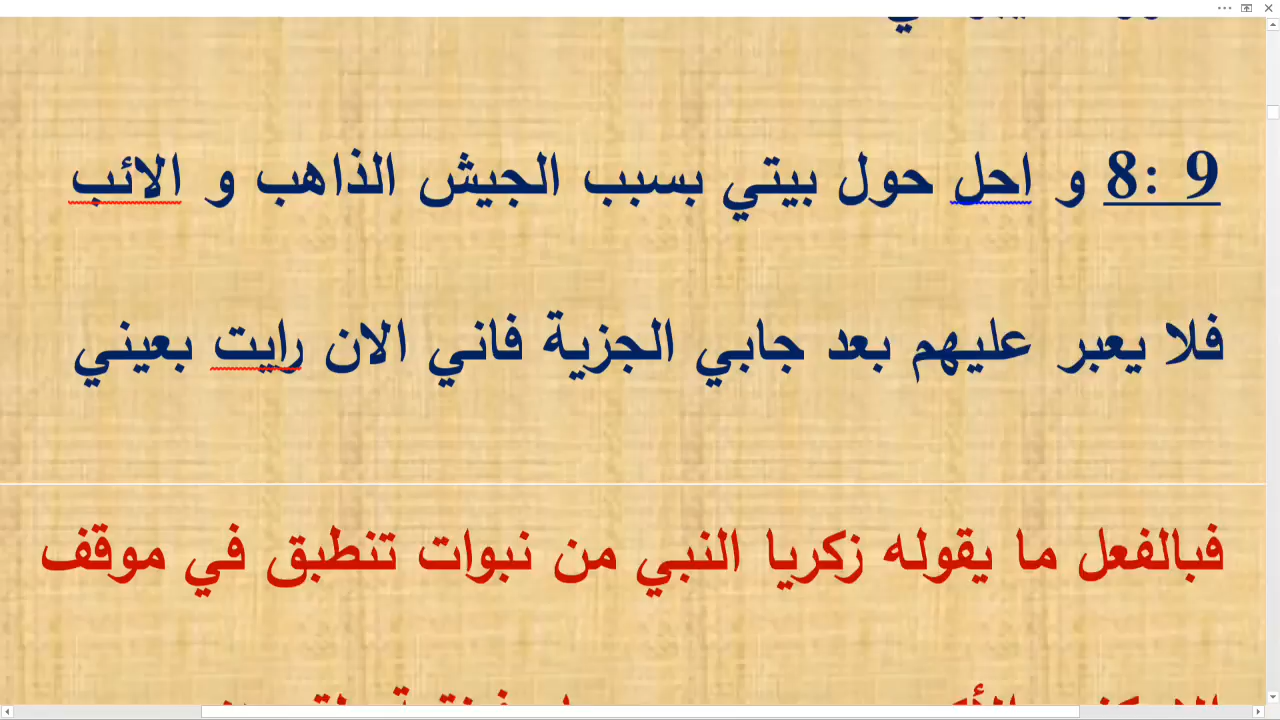 9 :8 و احل حول بيتي بسبب الجيش الذاهب و الائب
فلا يعبر عليهم بعد جابي الجزية فاني الان رايت بعيني
فبالفعل ما يقوله زكريا النبي من نبوات تنطبق في موقف